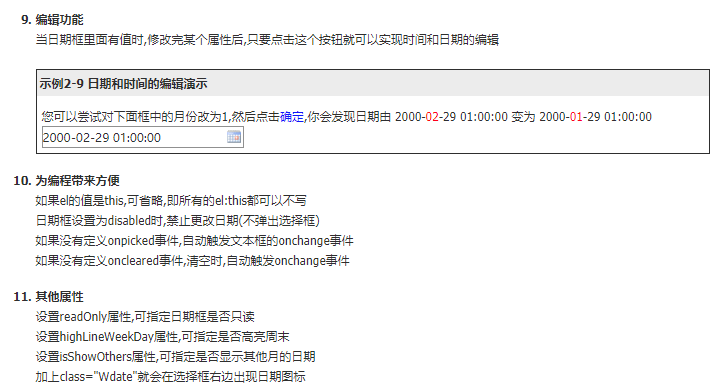 9. 编辑功能
当日期框里面有值时,修改完某个属性后,只要点击这个按钮就可以实现时间和日期的编辑
示例2-9 日期和时间的编辑演示
您可以尝试对下面框中的月份改为1,然后点击确定,你会发现日期由 2000-02-29 01:00:00 变为 2000-01-29 01:00:00
2000-02-29 01:00:00
10. 为编程带来方便
如果el的值是this,可省略,即所有的el:this都可以不写
日期框设置为disabled时,禁止更改日期(不弹出选择框)
如果没有定义onpicked事件,自动触发文本框的onchange事件
如果没有定义oncleared事件,清空时,自动触发onchange事件
11. 其他属性
设置readOnly属性,可指定日期框是否只读
设置highLineWeekDay属性,可指定是否高亮周末
设置isShowOthers属性,可指定是否显示其他月的日期
加上class="Wdate"就会在选择框右边出现日期图标